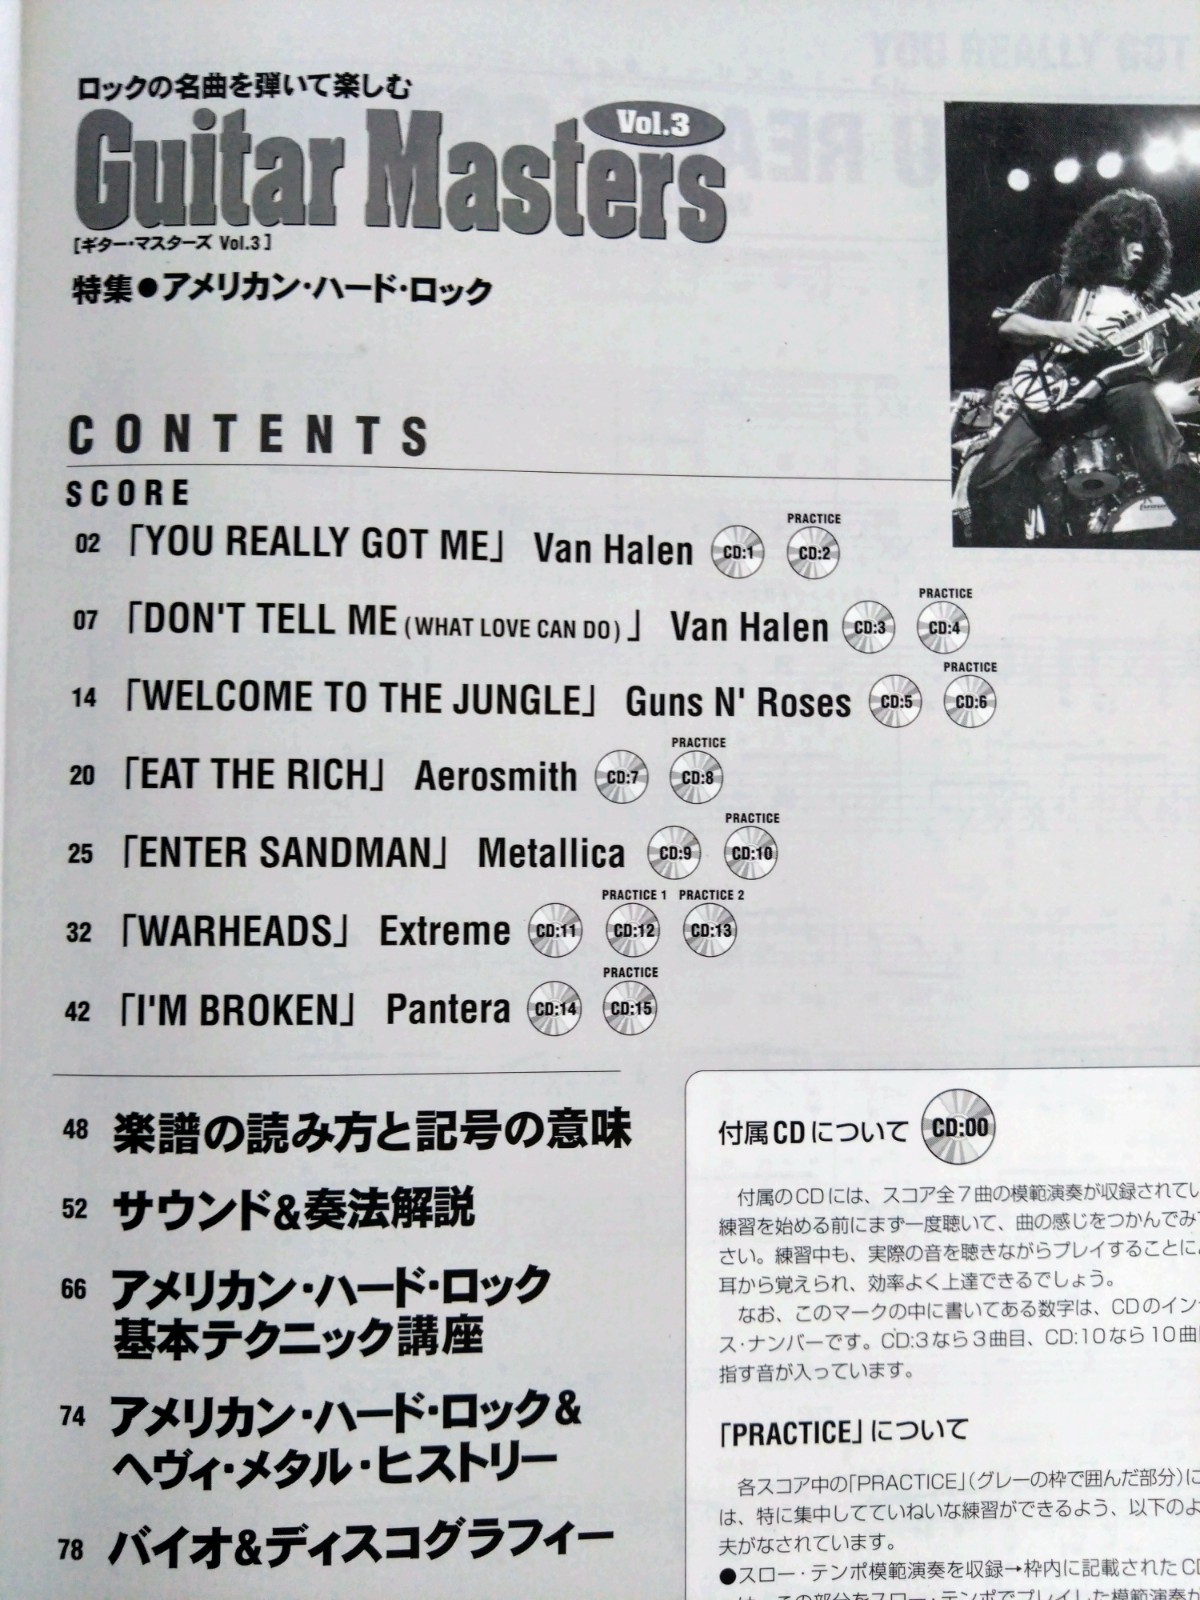 ロックの名曲を弾いて楽しむ
Guitar Masters Vol.3
[ギター・マスターズ Vol.3]
特集●アメリカン・ハード・ロック
CONTENTS
SCORE
02 「YOU REALLY GOT ME」 Van Halen CD:1 PRACTICE CD:2
07 「DON'T TELL ME (WHAT LOVE CAN DO)」 Van Halen CD:3 PRACTICE CD:4
14 「WELCOME TO THE JUNGLE」 Guns N' Roses CD:5 PRACTICE CD:6
20 「EAT THE RICH」 Aerosmith CD:7 PRACTICE CD:8
25 「ENTER SANDMAN」 Metallica CD:9 PRACTICE CD:10
32 「WARHEADS」 Extreme CD:11 PRACTICE 1 CD:12 PRACTICE 2 CD:13
42 「I'M BROKEN」 Pantera CD:14 PRACTICE CD:15
48 楽譜の読み方と記号の意味
52 サウンド&奏法解説
66 アメリカン・ハード・ロック
基本テクニック講座
74 アメリカン・ハード・ロック&
ヘヴィ・メタル・ヒストリー
78 バイオ&ディスコグラフィー
付属CDについて CD:00
付属のCDには、スコア全7曲の模範演奏が収録されてい
練習を始める前にまず一度聴いて、曲の感じをつかんでみ
さい。練習中も、実際の音を聴きながらプレイすることに
耳から覚えられ、効率よく上達できるでしょう。
なお、このマークの中に書いてある数字は、CDのイン
ス・ナンバーです。CD:3なら3曲目、CD:10なら10曲
指す音が入っています。
「PRACTICE」について
各スコア中の「PRACTICE」(グレーの枠で囲んだ部分)に
は、特に集中してていねいな練習ができるよう、以下のよ
夫がなされています。
●スロー・テンポ模範演奏を収録→枠内に記載されたC
は、この部分をスロー・テンポでプレイした模範演奏が